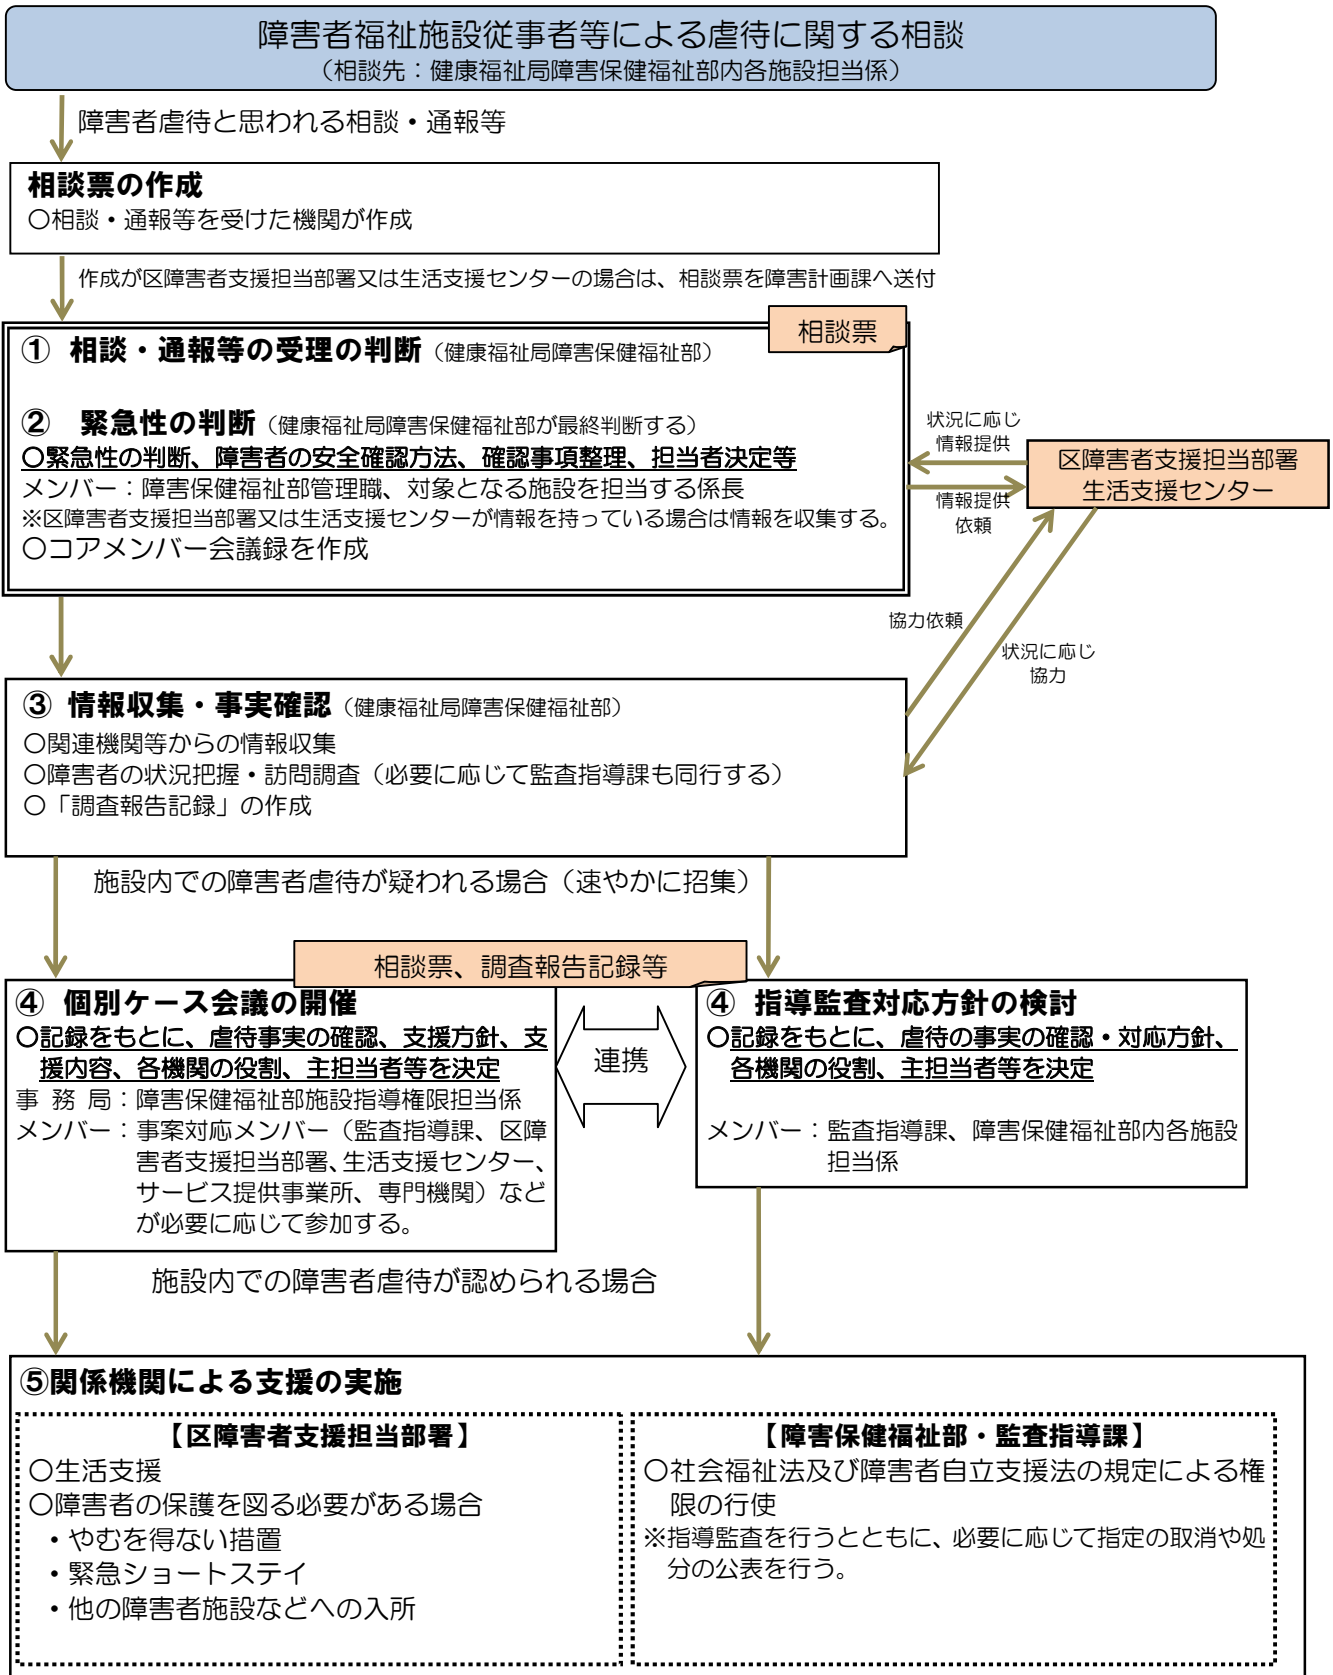 障害者福祉施設従事者等による虐待に関する相談
（相談先：健康福祉局障害保健福祉部内各施設担当係）
障害者虐待と思われる相談・通報等
相談票の作成
〇相談・通報等を受けた機関が作成
作成が区障害者支援担当部署又は生活支援センターの場合は、相談票を障害計画課へ送付
相談票
① 相談・通報等の受理の判断（健康福祉局障害保健福祉部）
② 緊急性の判断（健康福祉局障害保健福祉部が最終判断する）
〇緊急性の判断、障害者の安全確認方法、確認事項整理、担当者決定等
メンバー：障害保健福祉部管理職、対象となる施設を担当する係長
※区障害者支援担当部署又は生活支援センターが情報を持っている場合は情報を収集する。
〇コアメンバー会議録を作成
状況に応じ
情報提供
区障害者支援担当部署
生活支援センター
情報提供
依頼
協力依頼
状況に応じ
協力
③ 情報収集・事実確認（健康福祉局障害保健福祉部）
〇関連機関等からの情報収集
〇障害者の状況把握・訪問調査（必要に応じて監査指導課も同行する）
〇「調査報告記録」の作成
施設内での障害者虐待が疑われる場合（速やかに招集）
相談票、調査報告記録等
④ 個別ケース会議の開催
〇記録をもとに、虐待事実の確認、支援方針、支
援内容、各機関の役割、主担当者等を決定
事 務 局：障害保健福祉部施設指導権限担当係
メンバー：事案対応メンバー（監査指導課、区障
害者支援担当部署、生活支援センター、
サービス提供事業所、専門機関）など
が必要に応じて参加する。
連携
④ 指導監査対応方針の検討
〇記録をもとに、虐待の事実の確認・対応方針、
各機関の役割、主担当者等を決定
メンバー：監査指導課、障害保健福祉部内各施設
担当係
施設内での障害者虐待が認められる場合
⑤関係機関による支援の実施
【区障害者支援担当部署】
〇生活支援
〇障害者の保護を図る必要がある場合
・やむを得ない措置
・緊急ショートステイ
・他の障害者施設などへの入所
【障害保健福祉部・監査指導課】
〇社会福祉法及び障害者自立支援法の規定による権
限の行使
※指導監査を行うとともに、必要に応じて指定の取消や処
分の公表を行う。